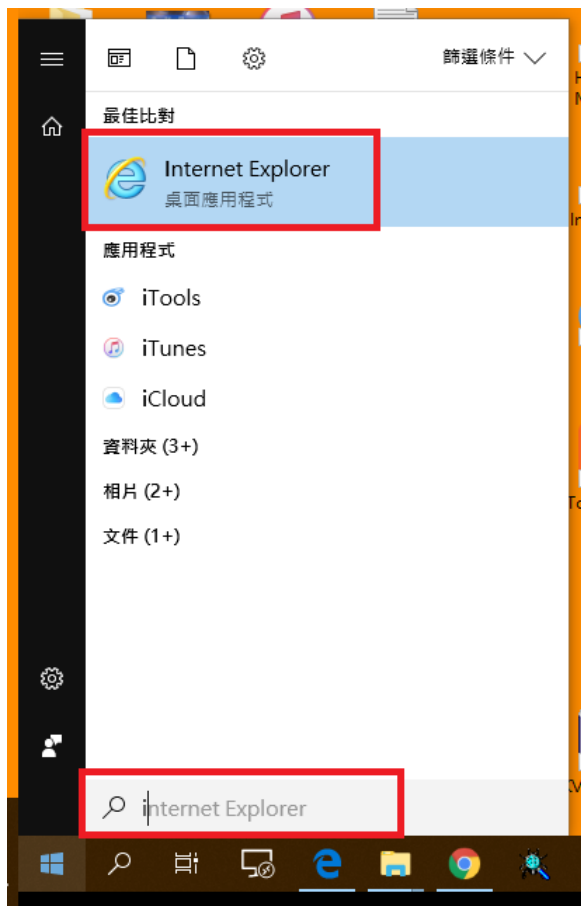 篩選條件
最佳比對
Internet Explorer
桌面應用程式
應用程式
iTools
iTunes
iCloud
資料夾 (3+)
相片 (2+)
文件 (1+)
internet Explorer